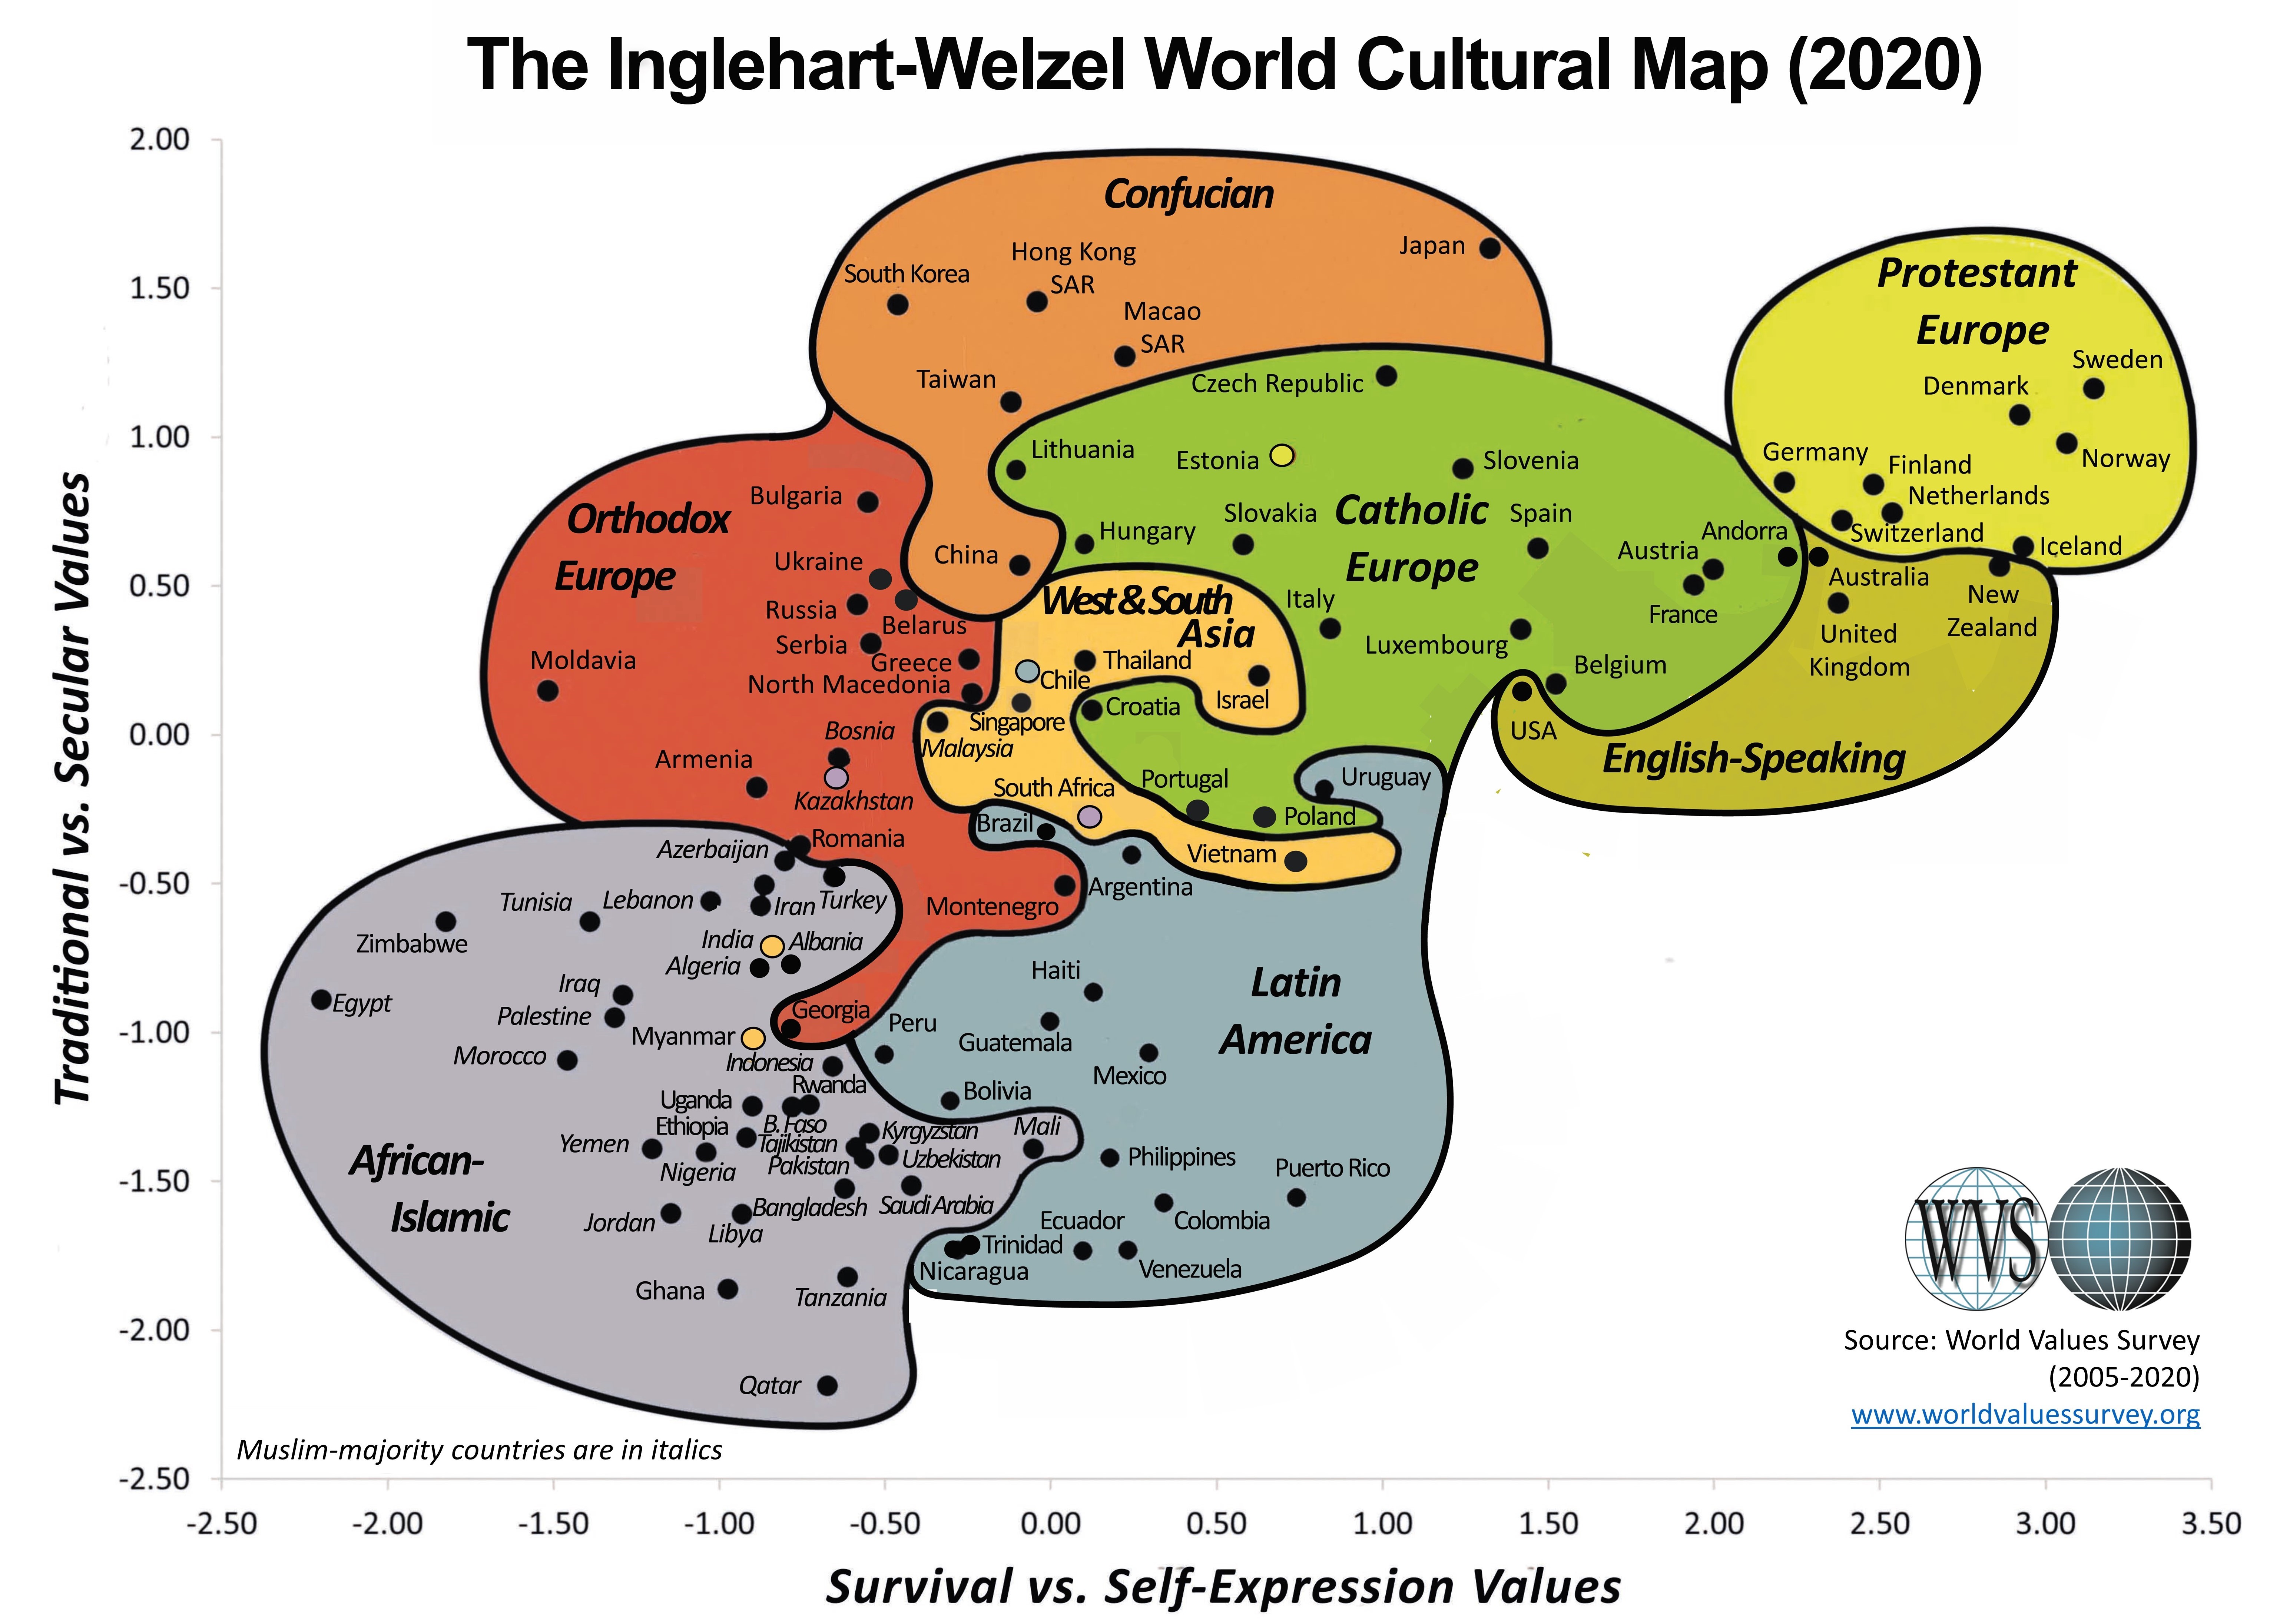 The Inglehart-Welzel World Cultural Map (2020)
Traditional vs. Secular Values
2.00
1.50
1.00
0.50
0.00
-0.50
-1.00
-1.50
-2.00
-2.50
Confucian
Japan
Hong Kong
SAR
South Korea
Macao
SAR
Taiwan
Protestant
Europe
Sweden
Denmark
Norway
Germany
Finland
Netherlands
Switzerland
Iceland
Czech Republic
Lithuania
Estonia
Slovenia
Catholic
Europe
Slovakia
Spain
Hungary
Andorra
Austria
France
Italy
Luxembourg
Belgium
Croatia
Portugal
Poland
China
Orthodox
Europe
Bulgaria
Ukraine
Russia
Belarus
Serbia
Greece
North Macedonia
Moldavia
Bosnia
Armenia
Kazakhstan
Romania
Montenegro
Georgia
West & South
Asia
Thailand
Chile
Israel
Singapore
Malaysia
South Africa
Vietnam
Australia
New
Zealand
United
Kingdom
USA
English-Speaking
Uruguay
Brazil
Argentina
Haiti
Latin
America
Guatemala
Peru
Mexico
Bolivia
Philippines
Puerto Rico
Colombia
Ecuador
Trinidad
Venezuela
Nicaragua
Azerbaijan
Tunisia
Lebanon
Iran
Turkey
Zimbabwe
India
Albania
Algeria
Iraq
Egypt
Palestine
Myanmar
Morocco
Indonesia
Rwanda
Uganda
B. Faso
Ethiopia
Kyrgyzstan
Mali
Yemen
Tajikistan
Uzbekistan
Nigeria
Pakistan
African-
Islamic
Bangladesh
Saudi Arabia
Jordan
Libya
Ghana
Tanzania
Qatar
Muslim-majority countries are in italics
WVS
Source: World Values Survey
(2005-2020)
www.worldvaluessurvey.org
-2.50
-2.00
-1.50
-1.00
-0.50
0.00
0.50
1.00
1.50
2.00
2.50
3.00
3.50
Survival vs. Self-Expression Values